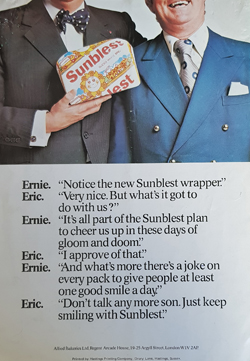 Sunblest
Sunblest
Ernie. "Notice the new Sunblest wrapper."
Eric. "Very nice. But what's it got to
do with us?"
Ernie. "It's all part of the Sunblest plan
to cheer us up in these days of
gloom and doom."
Eric. "I approve of that."
Ernie. "And what's more there's a joke on
every pack to give people at least
one good smile a day."
Eric. "Don't talk any more son. Just keep
smiling with Sunblest."